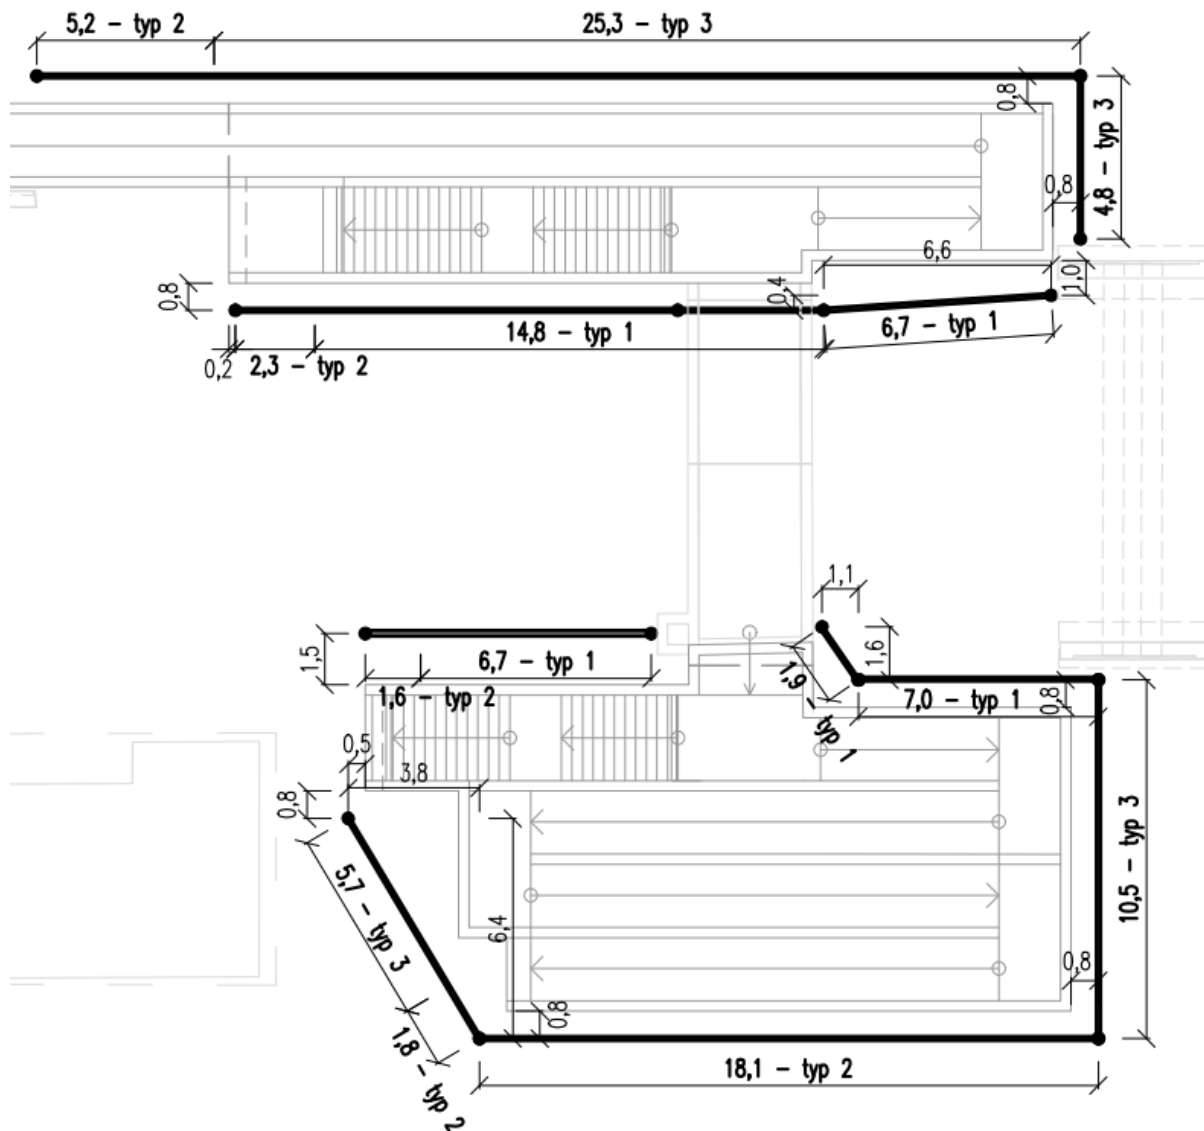 5,2 – typ 2
25,3 – typ 3
0,8
4,8 – typ 3
0,8
6,6
1,0
0,8
0,4
14,8 – typ 1
6,7 – typ 1
0,2
2,3 – typ 2
1,1
1,6
1,5
6,7 – typ 1
1,9 – typ 1
1,6 – typ 2
7,0 – typ 1
0,8
0,5
3,8
0,8
5,7 – typ 3
6,4
10,5 – typ 3
0,8
0,8
1,8 – typ 2
18,1 – typ 2